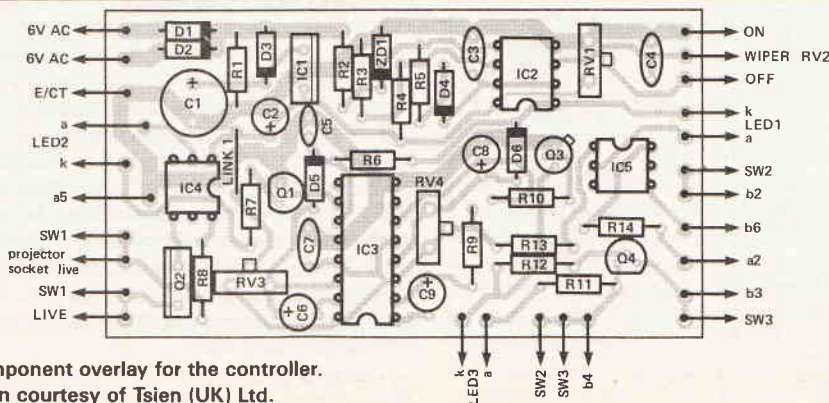 6V AC
6V AC
E/CT
a
LED2
k
a5
SW1
projector
socket live
SW1
LIVE
D1
D2
R1
D3
IC1
R2
R3
ZD1
R4
R5
D4
C3
IC2
RV1
C4
C1
C2
C5
IC4
LINK 1
R7
Q1
D5
R6
C8
D6
Q3
IC5
R10
RV4
C7
IC3
R9
R13
R12
R14
Q4
R11
Q2
R8
RV3
C6
C9
ON
WIPER RV2
OFF
k
LED1
a
SW2
b2
b6
a2
b3
SW3
k
LED3
a
SW2
SW3
b4
mponent overlay for the controller.
n courtesy of Tsien (UK) Ltd.